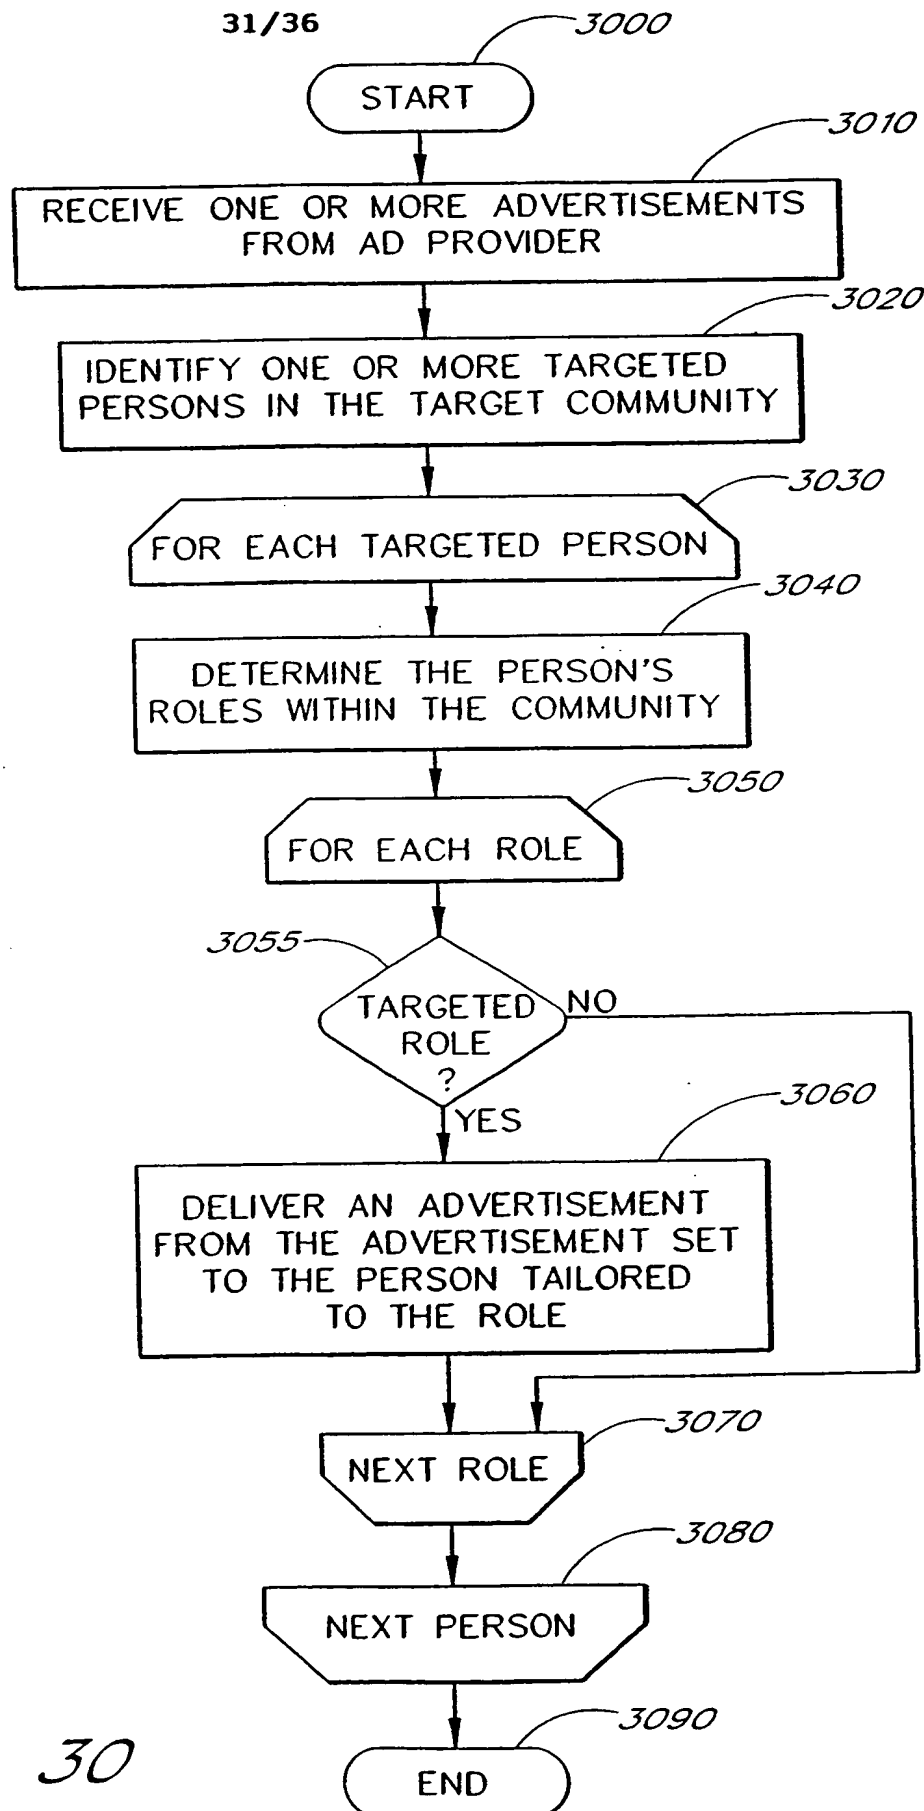 31/36
3000
START
3010
RECEIVE ONE OR MORE ADVERTISEMENTS
FROM AD PROVIDER
3020
IDENTIFY ONE OR MORE TARGETED
PERSONS IN THE TARGET COMMUNITY
3030
FOR EACH TARGETED PERSON
3040
DETERMINE THE PERSON'S
ROLES WITHIN THE COMMUNITY
3050
FOR EACH ROLE
3055
TARGETED
ROLE
?
NO
YES
3060
DELIVER AN ADVERTISEMENT
FROM THE ADVERTISEMENT SET
TO THE PERSON TAILORED
TO THE ROLE
3070
NEXT ROLE
3080
NEXT PERSON
3090
END
30